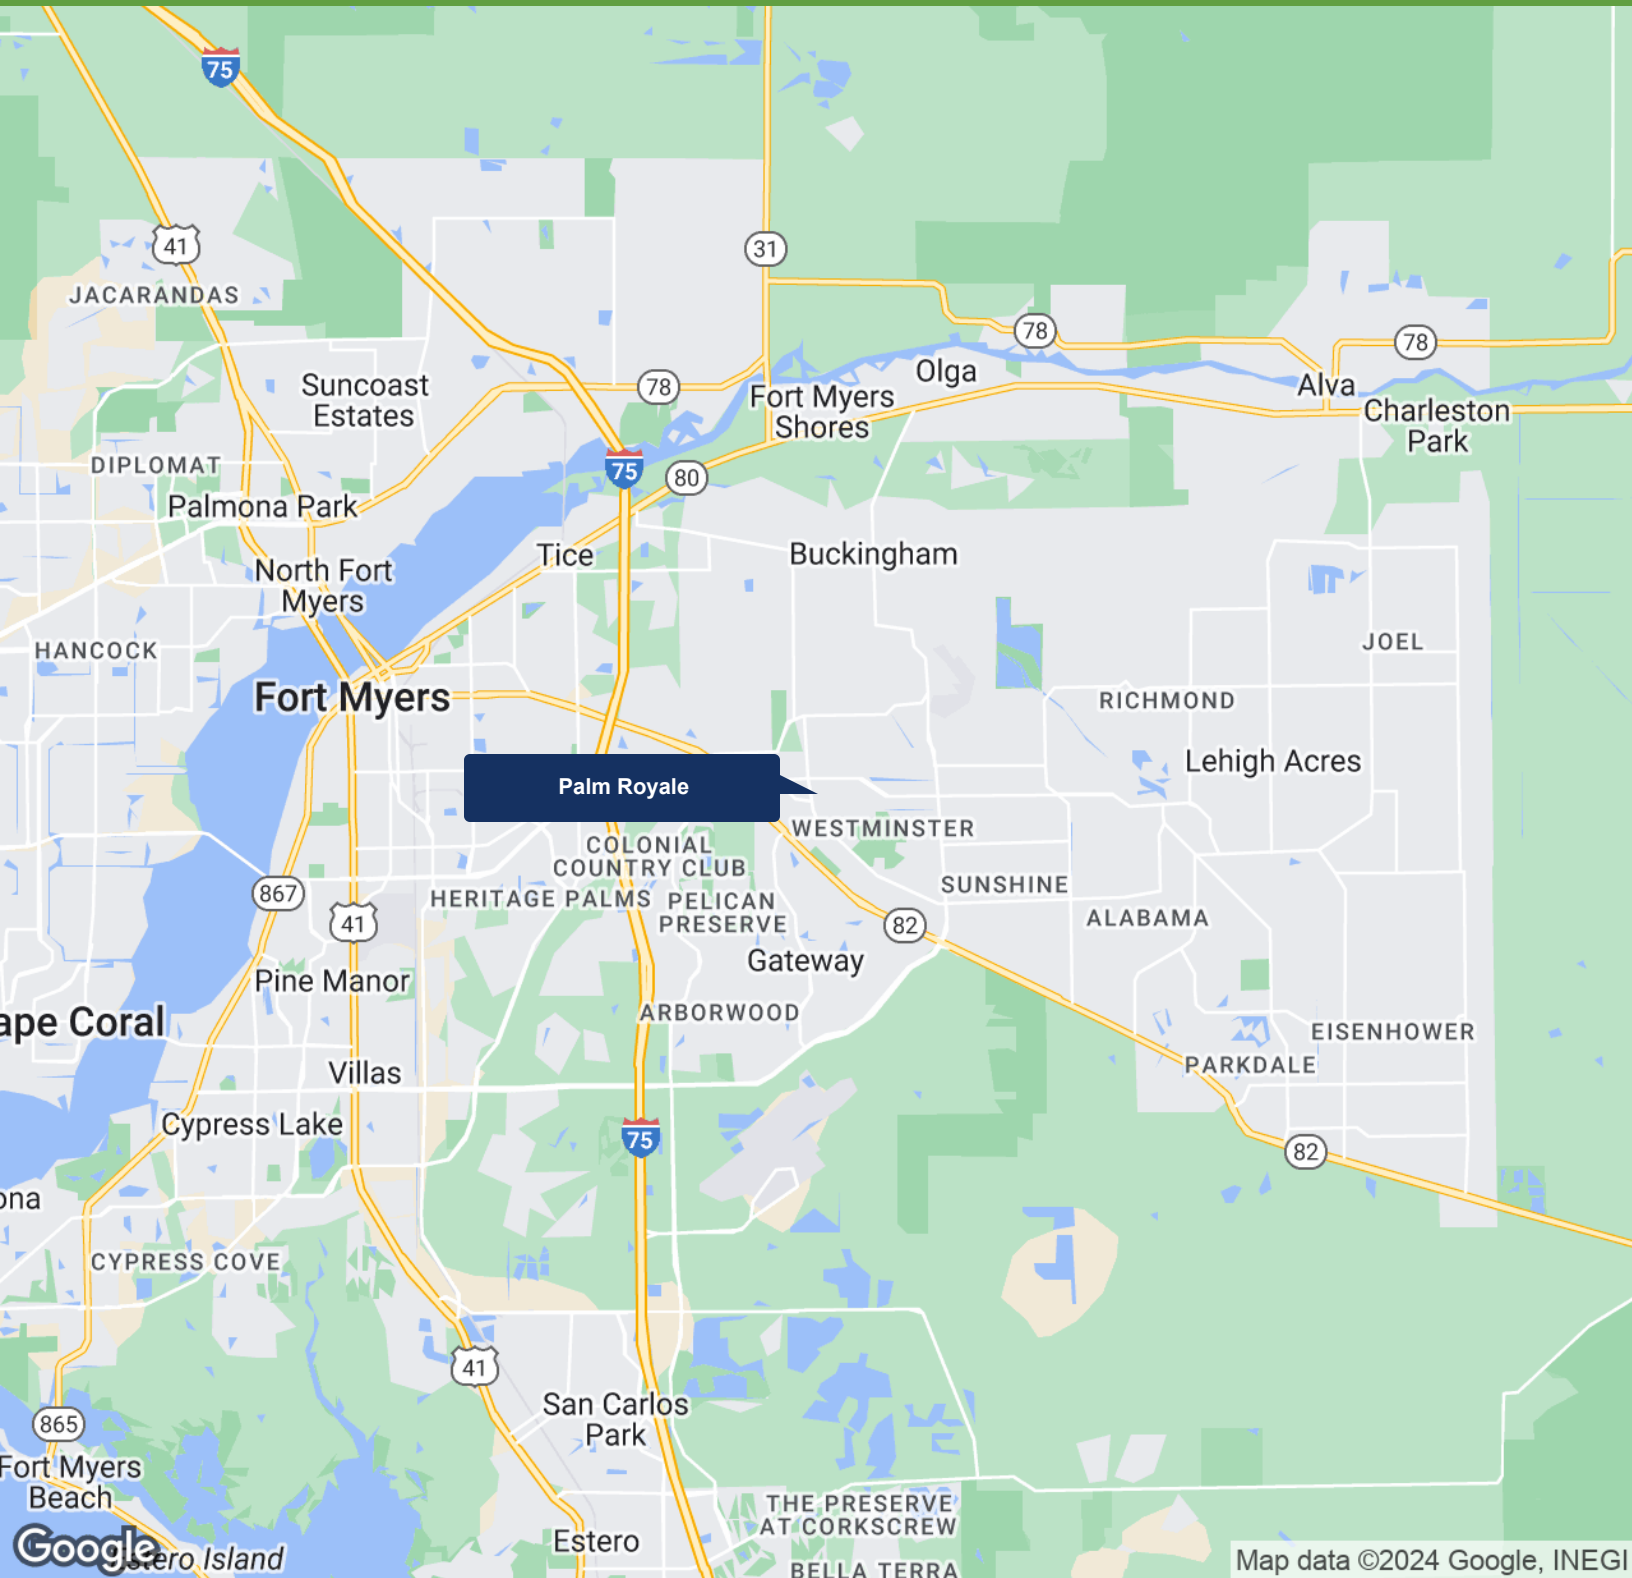 75
41
31
JACARANDAS
78
78
Suncoast
Estates
78
Olga
Fort Myers
Shores
Alva
Charleston
Park
DIPLOMAT
75
80
Palmona Park
Tice
Buckingham
North Fort
Myers
HANCOCK
JOEL
Fort Myers
RICHMOND
Lehigh Acres
Palm Royale
WESTMINSTER
COLONIAL
COUNTRY CLUB
SUNSHINE
867
HERITAGE PALMS
PELICAN
PRESERVE
41
82
ALABAMA
Gateway
Pine Manor
ape Coral
ARBORWOOD
EISENHOWER
Villas
PARKDALE
Cypress Lake
75
82
ona
CYPRESS COVE
41
San Carlos
Park
865
Fort Myers
Beach
THE PRESERVE
AT CORKSCREW
Estero
Google
Estero Island
BELLA TERRA
Map data ©2024 Google, INEGI